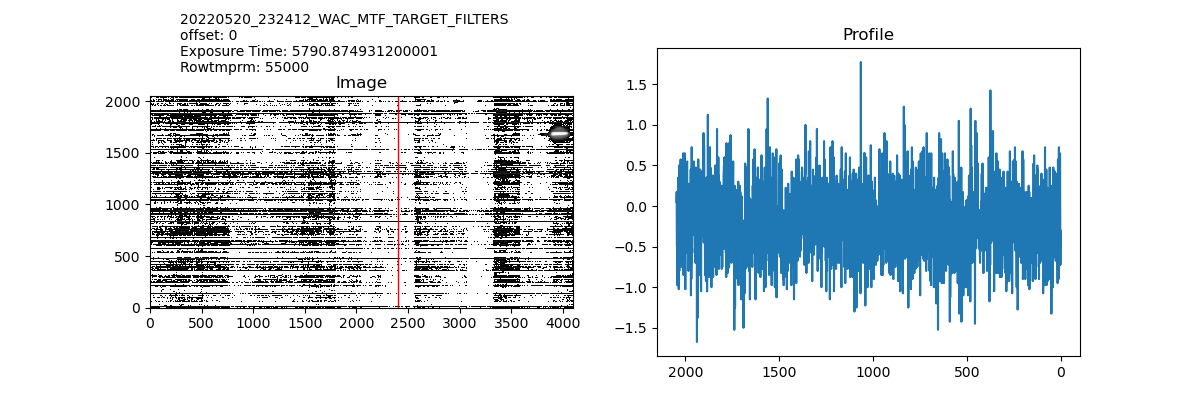 20220520_232412_WAC_MTF_TARGET_FILTERS
offset: 0
Exposure Time: 5790.874931200001
Rowtmprm: 55000
Image
2000
1500
1000
500
0
0 500 1000 1500 2000 2500 3000 3500 4000
Profile
1.5
1.0
0.5
0.0
−0.5
−1.0
−1.5
2000 1500 1000 500 0